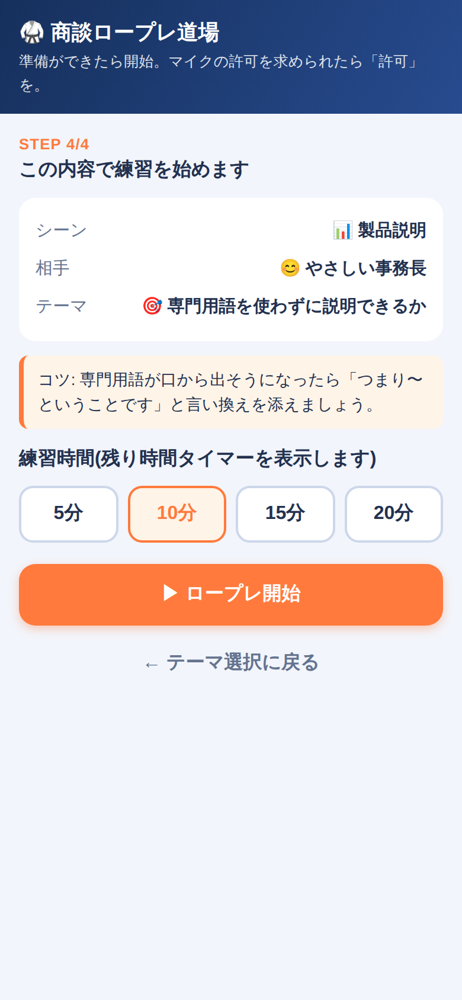 🥋 商談ロープレ道場
準備ができたら開始。マイクの許可を求められたら「許可」
を。
STEP 4/4
この内容で練習を始めます
シーン 📊 製品説明
相手 😊 やさしい事務長
テーマ 🎯 専門用語を使わずに説明できるか
コツ: 専門用語が口から出そうになったら「つまり〜
ということです」と言い換えを添えましょう。
練習時間(残り時間タイマーを表示します)
5分 10分 15分 20分
▶ ロープレ開始
← テーマ選択に戻る